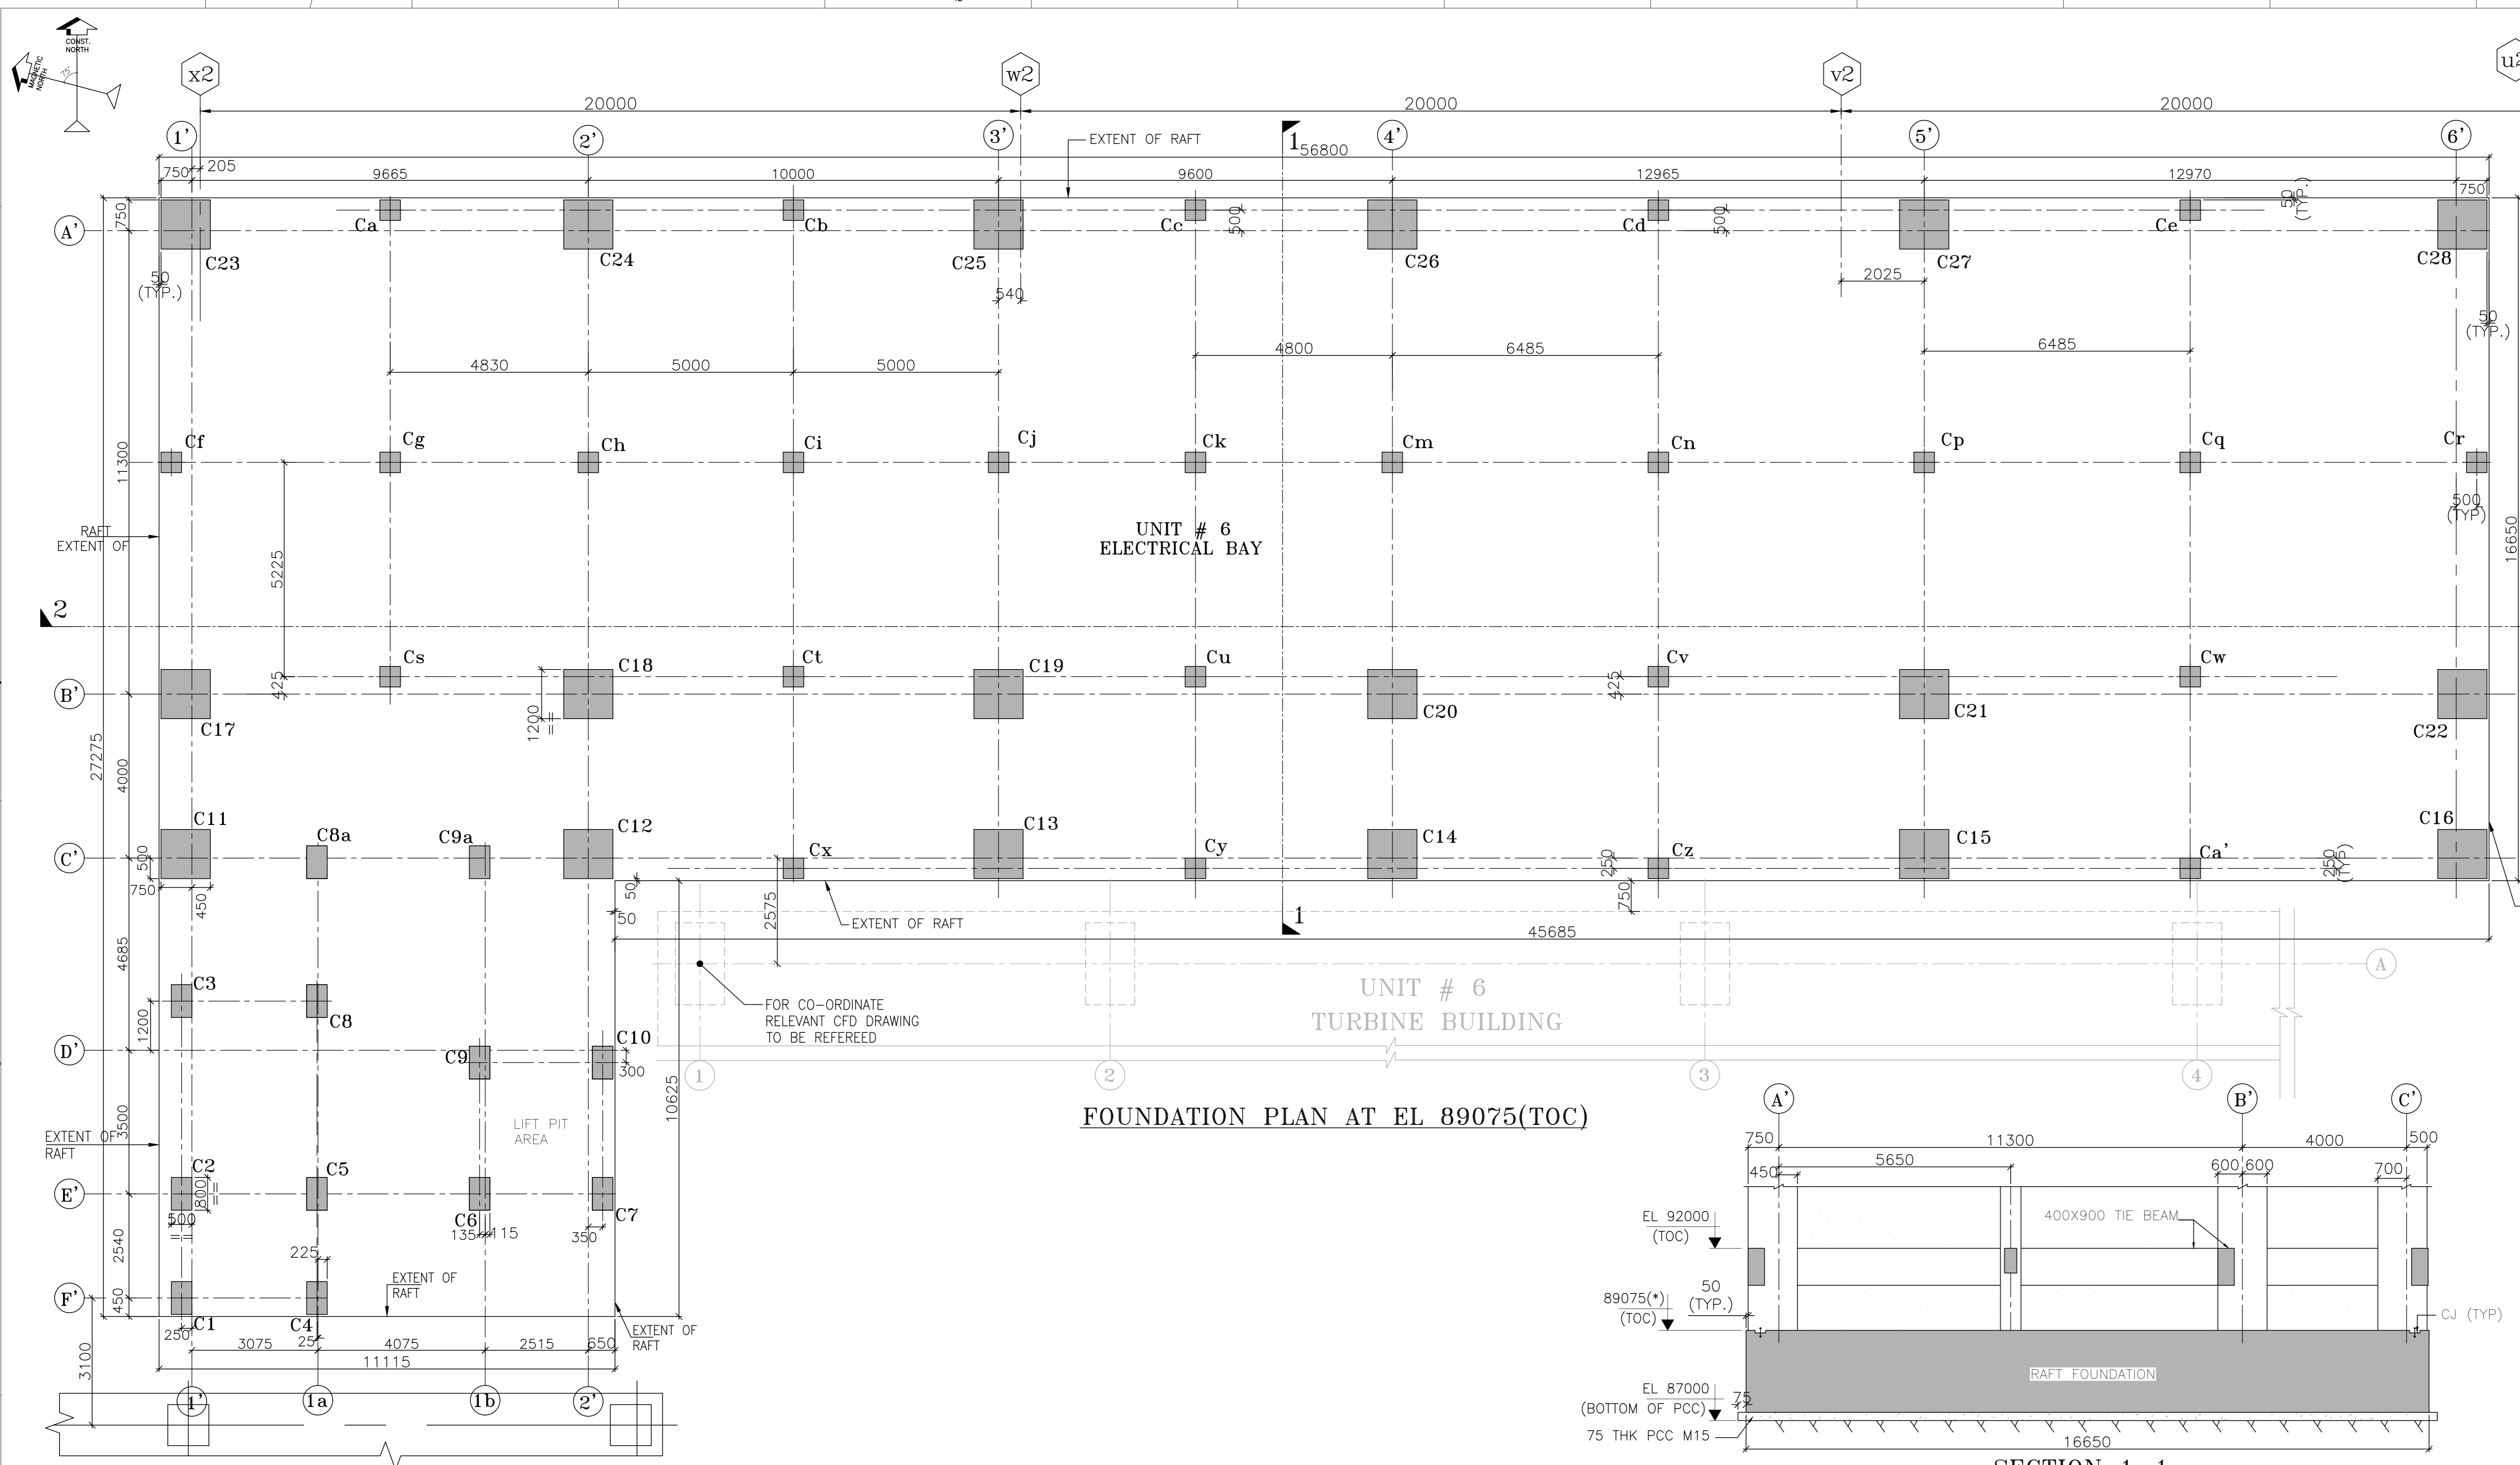 CONST.
NORTH
MAGNETIC
NORTH
75°
x2
w2
v2
20000
20000
20000
1'
2'
3'
4'
5'
6'
EXTENT OF RAFT
1
56800
750
205
9665
10000
9600
12965
12970
750
A'
750
C23
Ca
C24
Cb
C25
Cc
500
C26
Cd
500
C27
Ce
50
(TYP.)
C28
50
(TYP.)
540
2025
50
(TYP.)
4830
5000
5000
4800
6485
6485
11300
Cf
Cg
Ch
Ci
Cj
Ck
Cm
Cn
Cp
Cq
Cr
500
(TYP)
RAFT
EXTENT OF
5225
UNIT # 6
ELECTRICAL BAY
16650
2
B'
425
Cs
C18
Ct
C19
Cu
Cv
Cw
C17
1200
==
C20
425
C21
C22
27275
4000
C'
C11
C8a
C9a
C12
Cx
C13
Cy
C14
Cz
C15
Ca'
C16
500
750
450
50
50
2575
250
750
250
(TYP)
EXTENT OF RAFT
1
45685
4685
C3
C8
1200
D'
C9
C10
300
FOR CO-ORDINATE
RELEVANT CFD DRAWING
TO BE REFEREED
UNIT # 6
TURBINE BUILDING
A
1
2
3
4
10625
3500
LIFT PIT
AREA
EXTENT OF
RAFT
E'
C2
C5
C6
C7
800
==
500
==
135
115
350
2540
225
F'
450
C1
C4
250
25
EXTENT OF
RAFT
EXTENT OF
RAFT
3075
4075
2515
650
11115
3100
1'
1a
1b
2'
FOUNDATION PLAN AT EL 89075(TOC)
A'
B'
C'
750
11300
4000
500
5650
450
600
600
700
EL 92000
(TOC)
400X900 TIE BEAM
89075(*)
(TOC)
50
(TYP.)
CJ (TYP)
RAFT FOUNDATION
EL 87000
(BOTTOM OF PCC)
75
75 THK PCC M15
16650